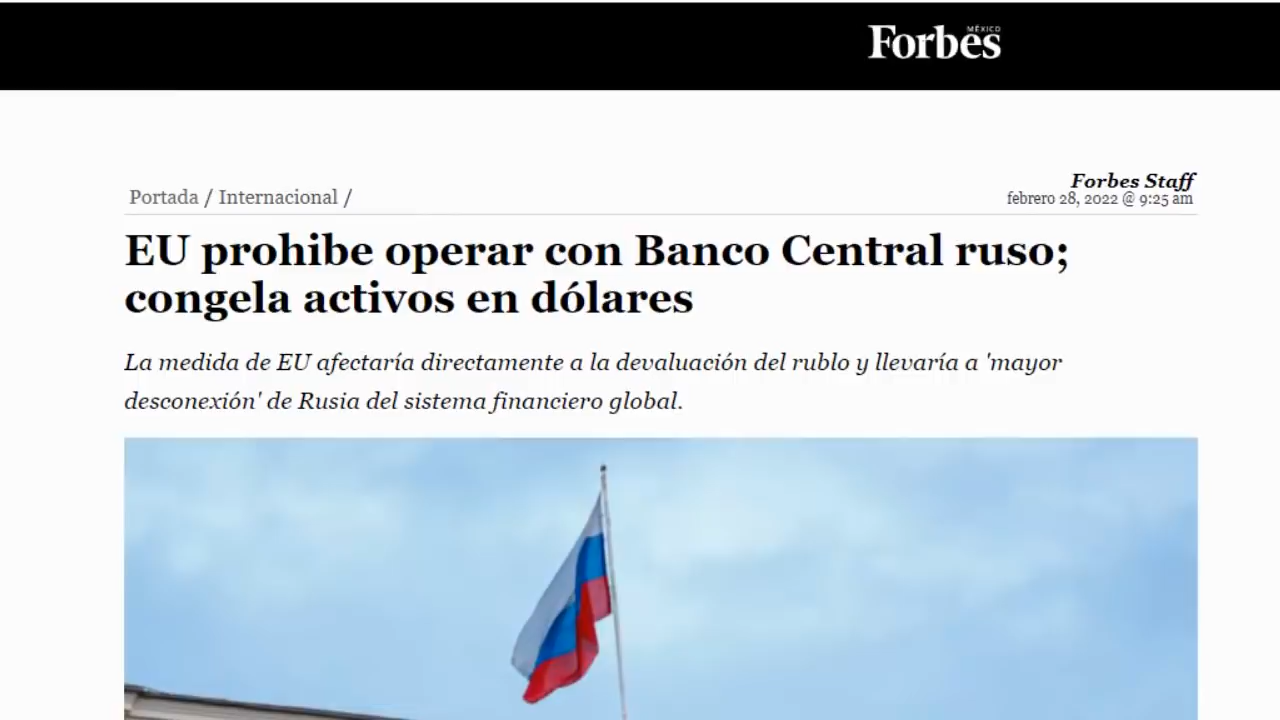 Forbes
MÉXICO
Forbes Staff
Portada / Internacional /
febrero 28, 2022 @ 9:25 am
EU prohibe operar con Banco Central ruso;
congela activos en dólares
La medida de EU afectaría directamente a la devaluación del rublo y llevaría a 'mayor
desconexión' de Rusia del sistema financiero global.